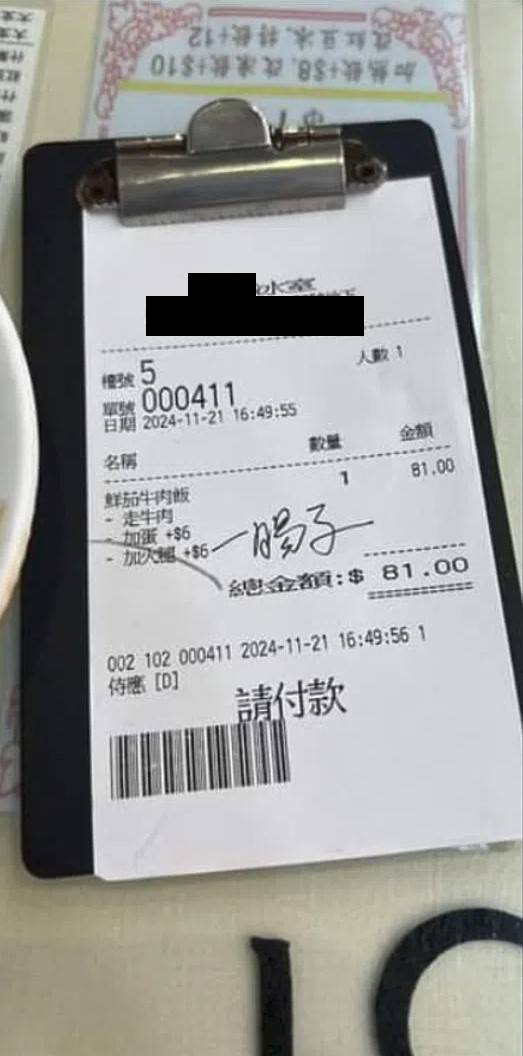 冰室
檯號 5
人數 1
單號 000411
日期 2024-11-21 16:49:55
名稱 數量 金額
鮮茄牛肉飯 1 81.00
- 走牛肉
- 加蛋 +$6
- 加火腿 +$6
一腸子
總金額:$ 81.00
002 102 000411 2024-11-21 16:49:56 1
侍應 [D]
請付款
加熱飲+$8, 改凍飲+$10
改紅豆冰, 特飲+12